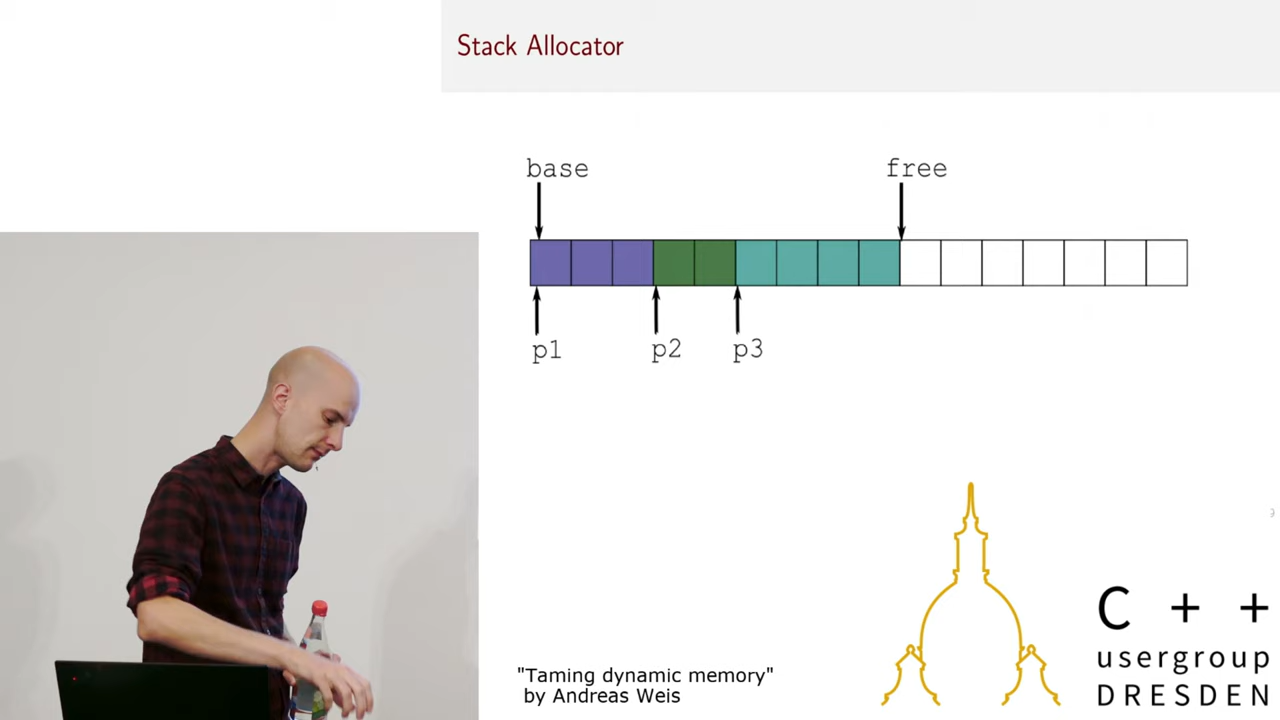 Stack Allocator
base free
p1 p2 p3
"Taming dynamic memory"
by Andreas Weis
C + +
usergroup
DRESDEN